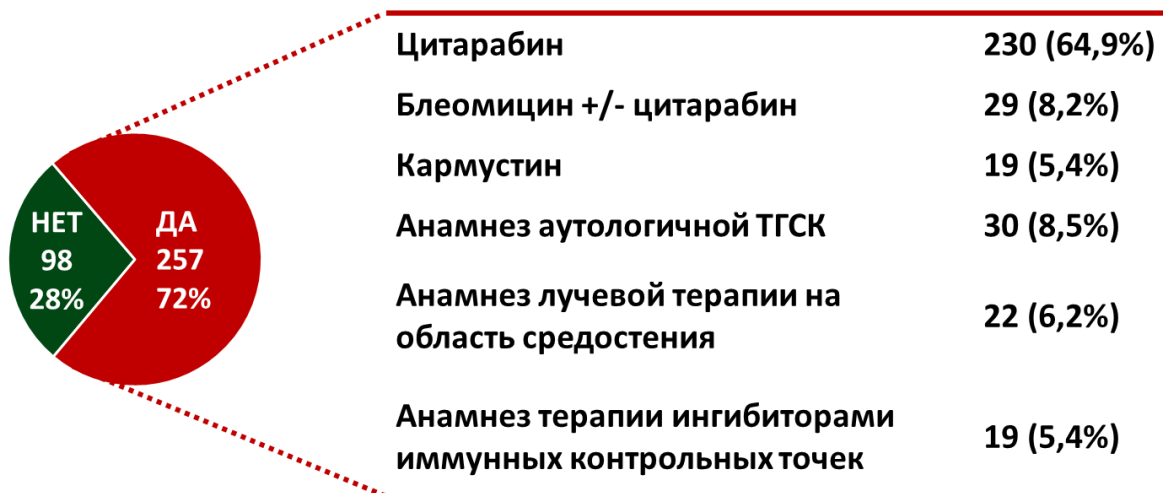 Цитарабин 230 (64,9%)
Блеомицин +/- цитарабин 29 (8,2%)
Кармустин 19 (5,4%)
Анамнез аутологичной ТГСК 30 (8,5%)
Анамнез лучевой терапии на
область средостения 22 (6,2%)
Анамнез терапии ингибиторами
иммунных контрольных точек 19 (5,4%)
НЕТ
98
28%
ДА
257
72%